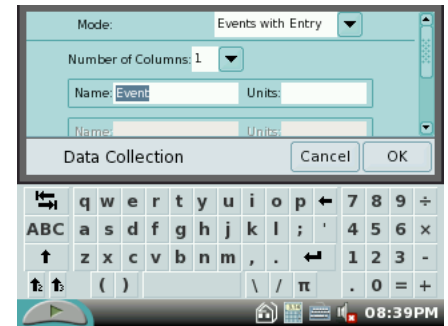 Mode: Events with Entry
Number of Columns: 1
Name: Event Units:
Name: Units:
Data Collection Cancel OK
q w e r t y u i o p 7 8 9 ÷
ABC a s d f g h j k l ; ' 4 5 6 ×
z x c v b n m , . 1 2 3 -
( ) \ / π . 0 = +
08:39PM